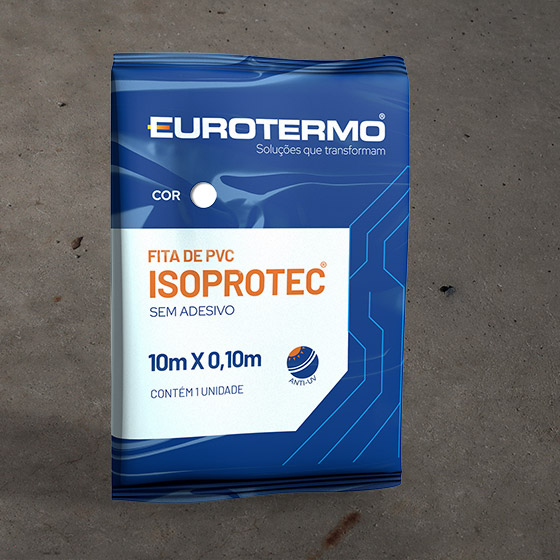 EUROTERMO®
Soluções que transformam
COR
FITA DE PVC
ISOPROTEC®
SEM ADESIVO
10m X 0,10m
ANTI-UV
CONTÉM 1 UNIDADE